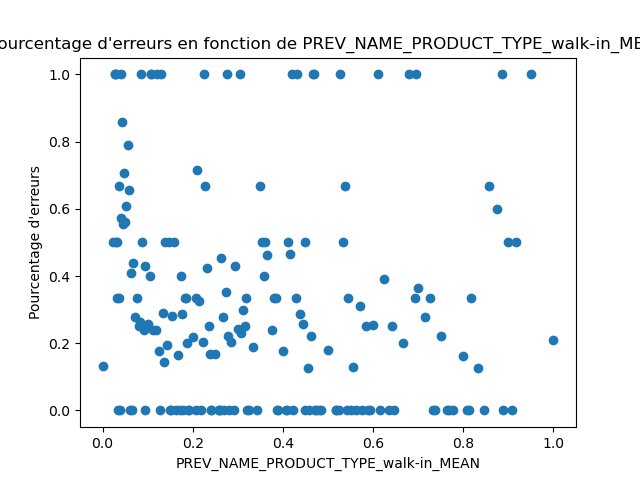 ourcentage d'erreurs en fonction de PREV_NAME_PRODUCT_TYPE_walk-in_ME
1.0
0.8
0.6
0.4
0.2
0.0
Pourcentage d'erreurs
0.0 0.2 0.4 0.6 0.8 1.0
PREV_NAME_PRODUCT_TYPE_walk-in_MEAN